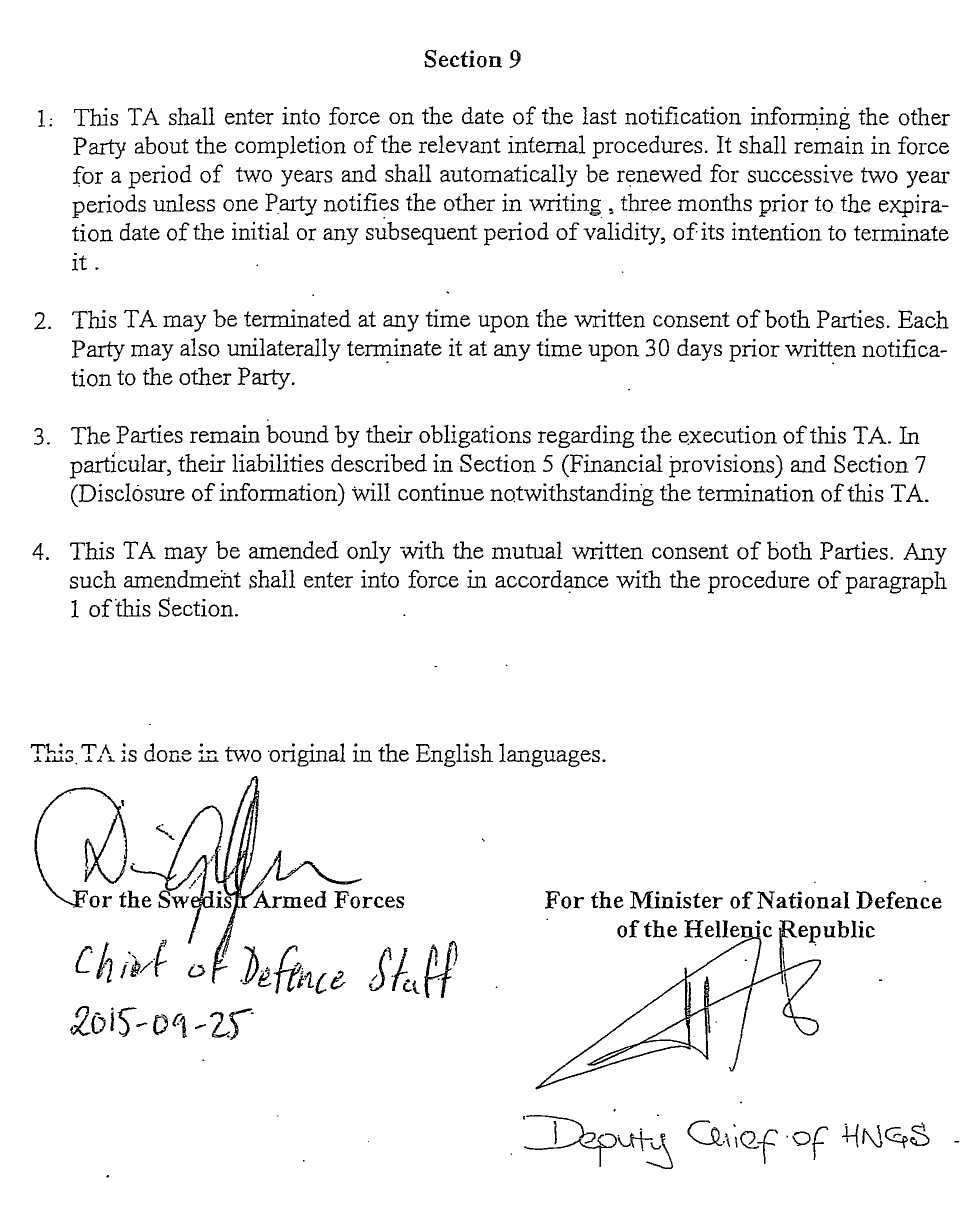 Section 9
1. This TA shall enter into force on the date of the last notification informing the other
Party about the completion of the relevant internal procedures. It shall remain in force
for a period of two years and shall automatically be renewed for successive two year
periods unless one Party notifies the other in writing , three months prior to the expira-
tion date of the initial or any subsequent period of validity, of its intention to terminate
it .
2. This TA may be terminated at any time upon the written consent of both Parties. Each
Party may also unilaterally terminate it at any time upon 30 days prior written notifica-
tion to the other Party.
3. The Parties remain bound by their obligations regarding the execution of this TA. In
particular, their liabilities described in Section 5 (Financial provisions) and Section 7
(Disclosure of information) will continue notwithstanding the termination of this TA.
4. This TA may be amended only with the mutual written consent of both Parties. Any
such amendment shall enter into force in accordance with the procedure of paragraph
1 of this Section.
This TA is done in two original in the English languages.
For the Swedish Armed Forces
Chief of Defence Staff
2015-09-25
For the Minister of National Defence
of the Hellenic Republic
Deputy Chief of HNGS